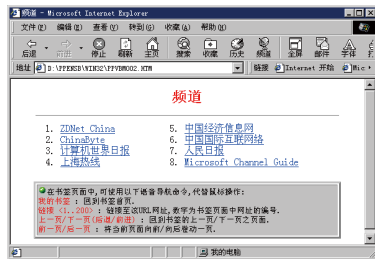 频道 - Microsoft Internet Explorer
文件(F) 编辑(E) 查看(V) 转到(G) 收藏(A) 帮助(H)
后退 前进 停止 刷新 主页 搜索 收藏 历史 频道 全屏 邮件 字体
地址 D:\PPENSB\WIN32\PPVDMO02.HTM 链接 Internet 开始 Mic
频道
1. ZDNet China 5. 中国经济信息网
2. ChinaByte 6. 中国国际互联网络
3. 计算机世界日报 7. 人民日报
4. 上海热线 8. Microsoft Channel Guide
在书签页面中,可使用以下语音导航命令,代替鼠标操作:
我的书签 : 回到书签首页.
链接 <1..200> : 链接至该URL网址,数字为书签页面中网址的编号.
上一页/下一页(后退/前进) : 回到书签的上一页/下一页之页面.
前一页/后一页 : 将当前页面向前/向后卷动一页.
我的电脑